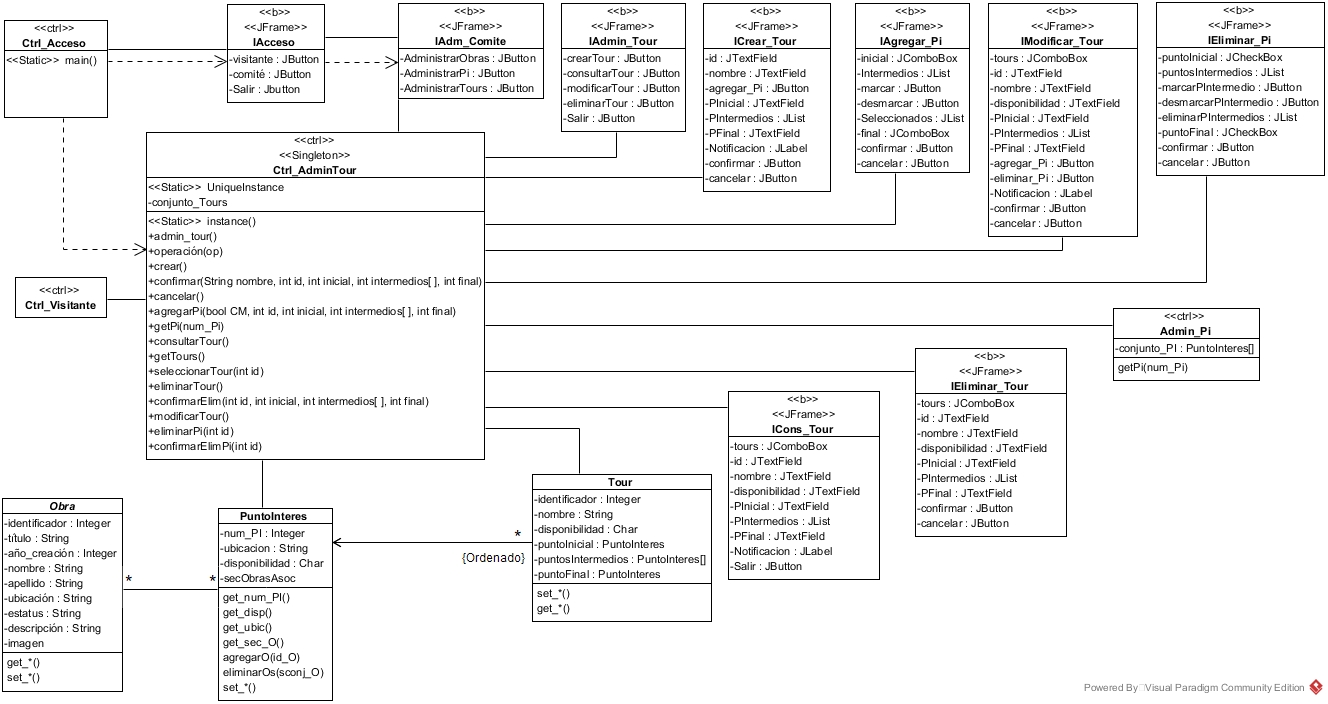 <<ctrl>>
Ctrl_Acceso
<<Static>> main()
<<b>>
<<JFrame>>
IAcceso
-visitante : JButton
-comité : JButton
-Salir : Jbutton
<<b>>
<<JFrame>>
IAdm_Comite
-AdministrarObras : JButton
-AdministrarPi : JButton
-AdministrarTours : JButton
<<b>>
<<JFrame>>
IAdmin_Tour
-crearTour : JButton
-consultarTour : JButton
-modificarTour : JButton
-eliminarTour : JButton
-Salir : JButton
<<b>>
<<JFrame>>
ICrear_Tour
-id : JTextField
-nombre : JTextField
-agregar_Pi : JButton
-PInicial : JTextField
-PIntermedios : JList
-PFinal : JTextField
-Notificacion : JLabel
-confirmar : JButton
-cancelar : JButton
<<b>>
<<JFrame>>
IAgregar_Pi
-inicial : JComboBox
-Intermedios : JList
-marcar : JButton
-desmarcar : JButton
-Seleccionados : JList
-final : JComboBox
-confirmar : JButton
-cancelar : JButton
<<b>>
<<JFrame>>
IModificar_Tour
-tours : JComboBox
-id : JTextField
-nombre : JTextField
-disponibilidad : JTextField
-PInicial : JTextField
-PIntermedios : JList
-PFinal : JTextField
-agregar_Pi : JButton
-eliminar_Pi : JButton
-Notificacion : JLabel
-confirmar : JButton
-cancelar : JButton
<<b>>
<<JFrame>>
IEliminar_Pi
-puntoInicial : JCheckBox
-puntosIntermedios : JList
-marcarPIntermedio : JButton
-desmarcarPIntermedio : JButton
-eliminarPIntermedios : JList
-puntoFinal : JCheckBox
-confirmar : JButton
-cancelar : JButton
<<ctrl>>
<<Singleton>>
Ctrl_AdminTour
<<Static>> UniqueInstance
-conjunto_Tours
<<Static>> instance()
+admin_tour()
+operación(op)
+crear()
+confirmar(String nombre, int id, int inicial, int intermedios[ ], int final)
+cancelar()
+agregarPi(bool CM, int id, int inicial, int intermedios[ ], int final)
+getPi(num_Pi)
+consultarTour()
+getTours()
+seleccionarTour(int id)
+eliminarTour()
+confirmarElim(int id, int inicial, int intermedios[ ], int final)
+modificarTour()
+eliminarPi(int id)
+confirmarElimPi(int id)
<<ctrl>>
Ctrl_Visitante
<<ctrl>>
Admin_Pi
-conjunto_PI : PuntoInteres[]
getPi(num_Pi)
<<b>>
<<JFrame>>
IEliminar_Tour
-tours : JComboBox
-id : JTextField
-nombre : JTextField
-disponibilidad : JTextField
-PInicial : JTextField
-PIntermedios : JList
-PFinal : JTextField
-confirmar : JButton
-cancelar : JButton
<<b>>
<<JFrame>>
ICons_Tour
-tours : JComboBox
-id : JTextField
-nombre : JTextField
-disponibilidad : JTextField
-PInicial : JTextField
-PIntermedios : JList
-PFinal : JTextField
-Notificacion : JLabel
-Salir : JButton
Tour
-identificador : Integer
-nombre : String
-disponibilidad : Char
-puntoInicial : PuntoInteres
-puntosIntermedios : PuntoInteres[]
-puntoFinal : PuntoInteres
set_*()
get_*()
*
{Ordenado}
PuntoInteres
-num_PI : Integer
-ubicacion : String
-disponibilidad : Char
-secObrasAsoc
get_num_PI()
get_disp()
get_ubic()
get_sec_O()
agregarO(id_O)
eliminarOs(sconj_O)
set_*()
* *
Obra
-identificador : Integer
-título : String
-año_creación : Integer
-nombre : String
-apellido : String
-ubicación : String
-estatus : String
-descripción : String
-imagen
get_*()
set_*()
Powered By Visual Paradigm Community Edition